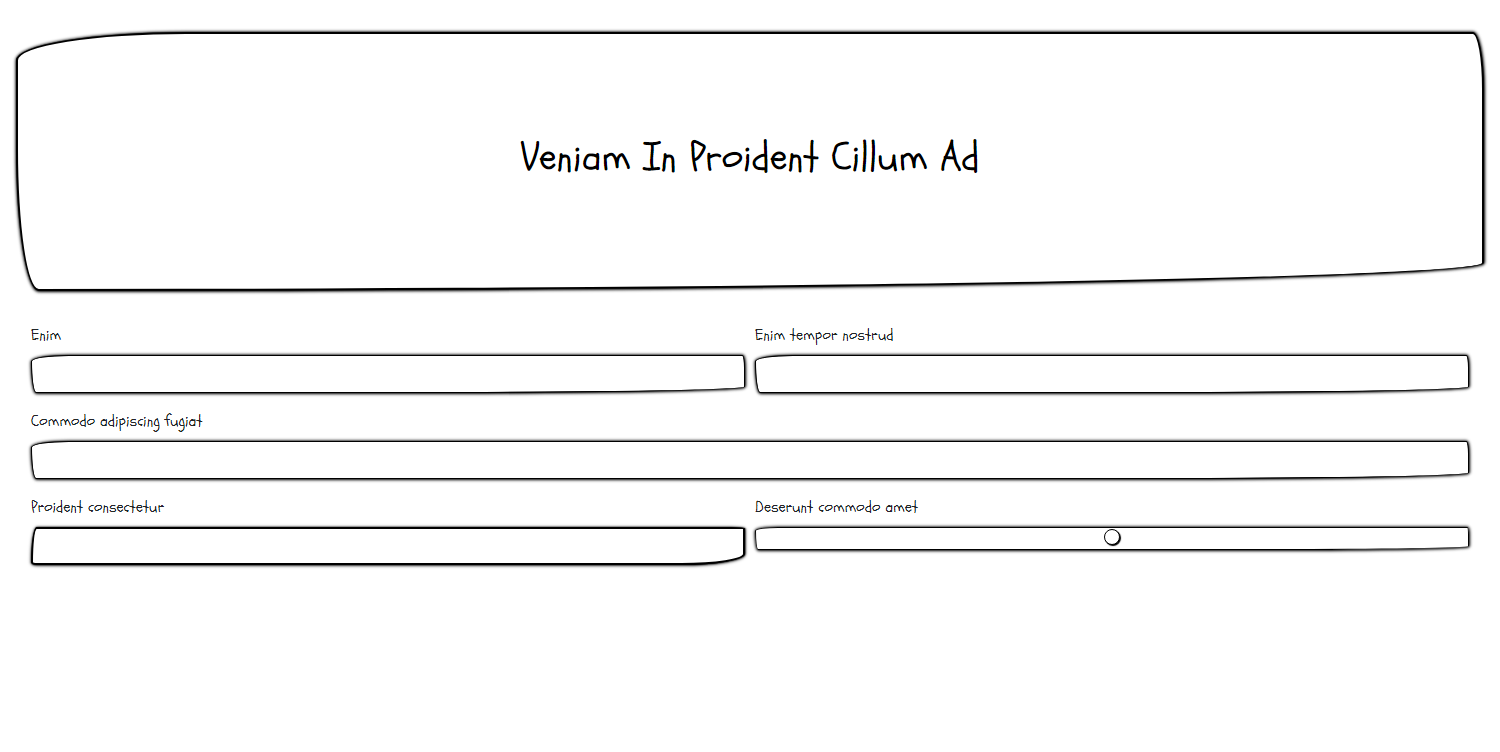 Veniam In Proident Cillum Ad
Enim
Enim tempor nostrud
Commodo adipiscing fugiat
Proident consectetur
Deserunt commodo amet